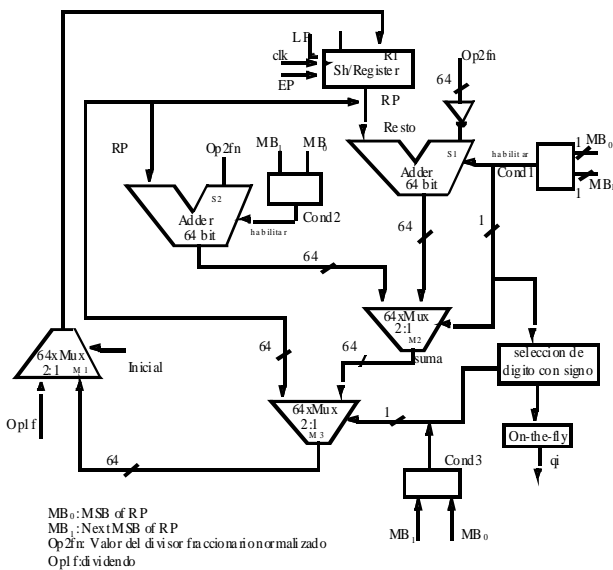 LP
clk
EP
R1
Sh/Register
RP
Op2fn
64
Resto
S1
Adder
64 bit
habilitar
Cond1
1
MB0
MB1
1
RP
Op2fn
MB1
MB0
S2
Adder
64 bit
habilitar
Cond2
64
64
1
64xMux
2:1
M2
suma
64
64
64xMux
2:1
M1
Inicial
Op1f
64xMux
2:1
M3
1
64
seleccion de
digito con signo
On-the-fly
qi
Cond3
MB1
MB0
MB0: MSB of RP
MB1: Next MSB of RP
Op2fn: Valor del divisor fraccionario normalizado
Op1f:dividendo